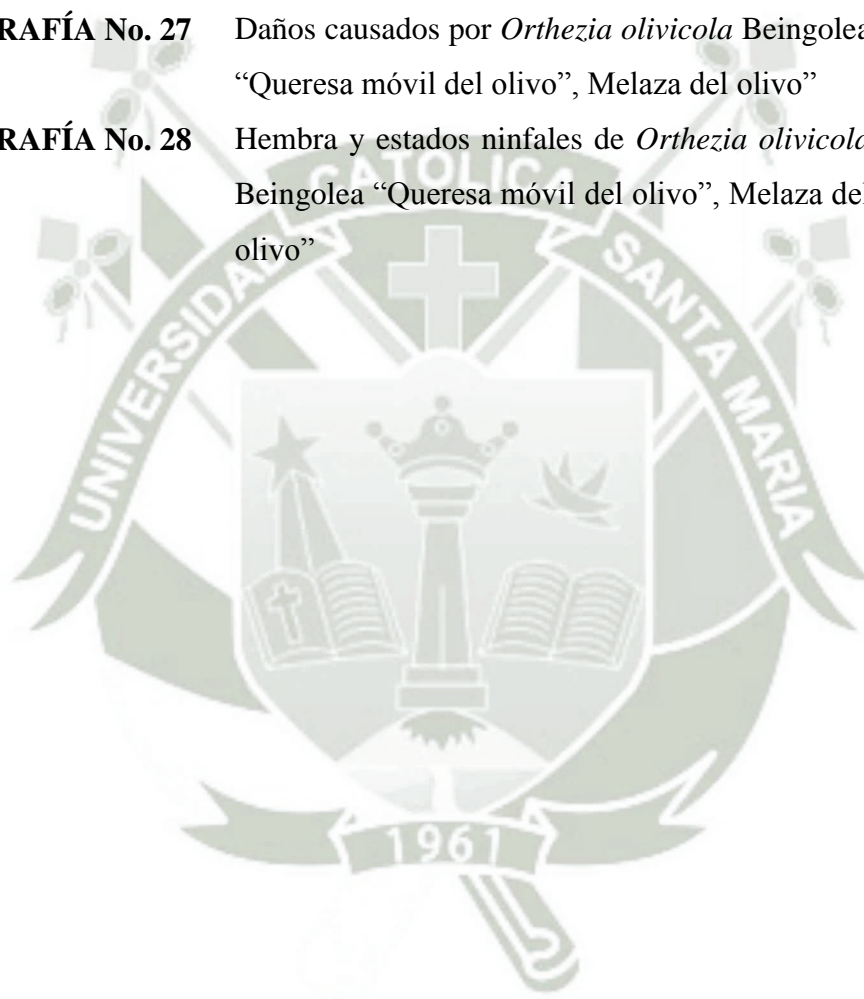 RAFÍA No. 27 Daños causados por Orthezia olivicola Beingolea
“Queresa móvil del olivo”, Melaza del olivo”
RAFÍA No. 28 Hembra y estados ninfales de Orthezia olivicola
Beingolea “Queresa móvil del olivo”, Melaza del
olivo”
UNIVERSIDAD CATOLICA SANTA MARIA
1961